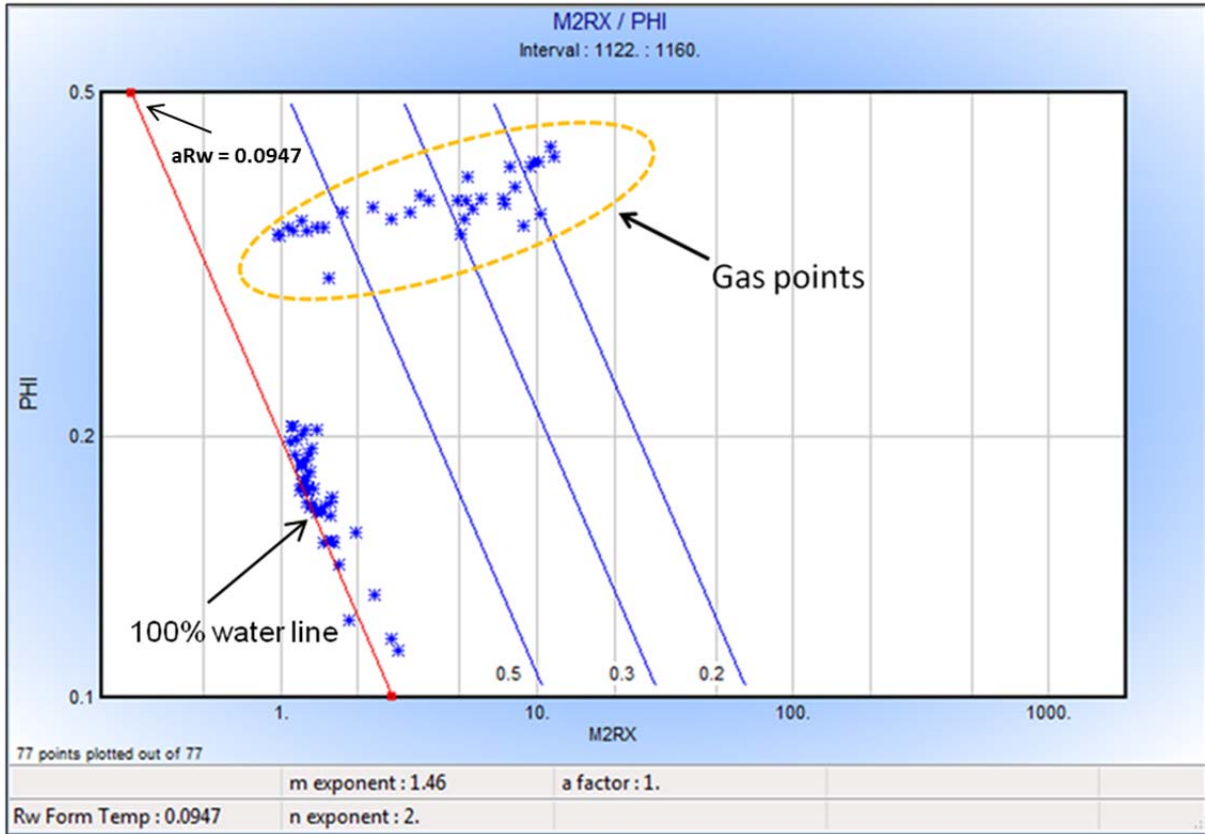 M2RX / PHI
Interval : 1122. : 1160.
0.5
aRw = 0.0947
Gas points
PHI
0.2
100% water line
0.5
0.3
0.2
0.1
1.
10.
100.
1000.
M2RX
77 points plotted out of 77
m exponent : 1.46
a factor : 1.
Rw Form Temp : 0.0947
n exponent : 2.